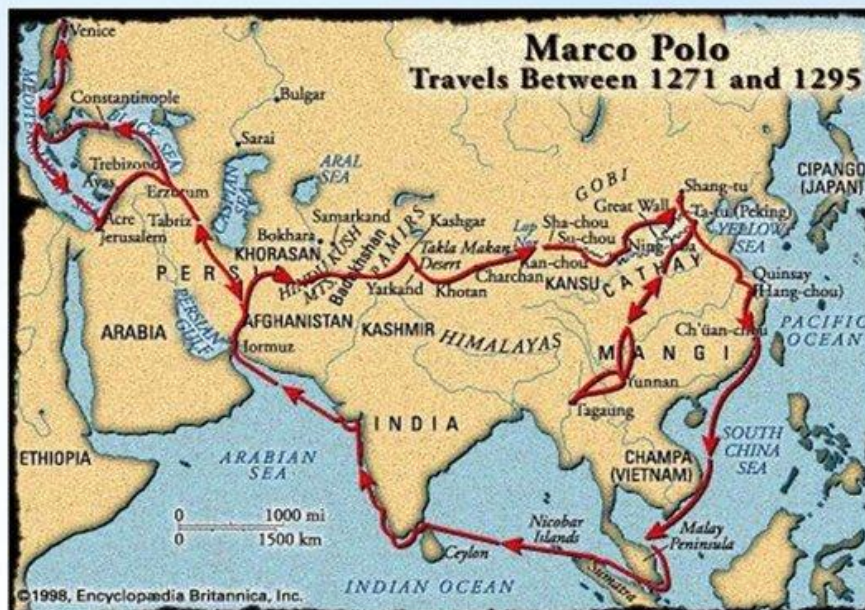 Marco Polo
Travels Between 1271 and 1295
Venice
MEDITER
Constantinople
BLACK SEA
Bulgar
Sarai
ARAL
SEA
CASPIAN
SEA
Trebizond
Ayas
Erzurum
Acre
Jerusalem
Tabriz
KHORASAN
Bokhara
Samarkand
HINDU KUSH
MTS.
Badakhshan
PAMIRS
Kashgar
Takla Makan
Desert
Yarkand
Khotan
Charchan
Lop
Nor
Sha-chou
Su-chou
Kan-chou
KANSU
GOBI
Great Wall
Shang-tu
Ta-tu (Peking)
CATHAY
YELLOW
SEA
CIPANGO
(JAPAN)
Quinsay
(Hang-chou)
PACIFIC
OCEAN
Ch'üan-chou
MANGI
PERSI
ARABIA
PERSIAN
GULF
AFGHANISTAN
KASHMIR
HIMALAYAS
Hormuz
Yunnan
Tagaung
INDIA
ETHIOPIA
ARABIAN
SEA
CHAMPA
(VIETNAM)
SOUTH
CHINA
SEA
0 1000 mi
0 1500 km
Nicobar
Islands
Malay
Peninsula
Ceylon
Sumatra
INDIAN OCEAN
©1998, Encyclopædia Britannica, Inc.